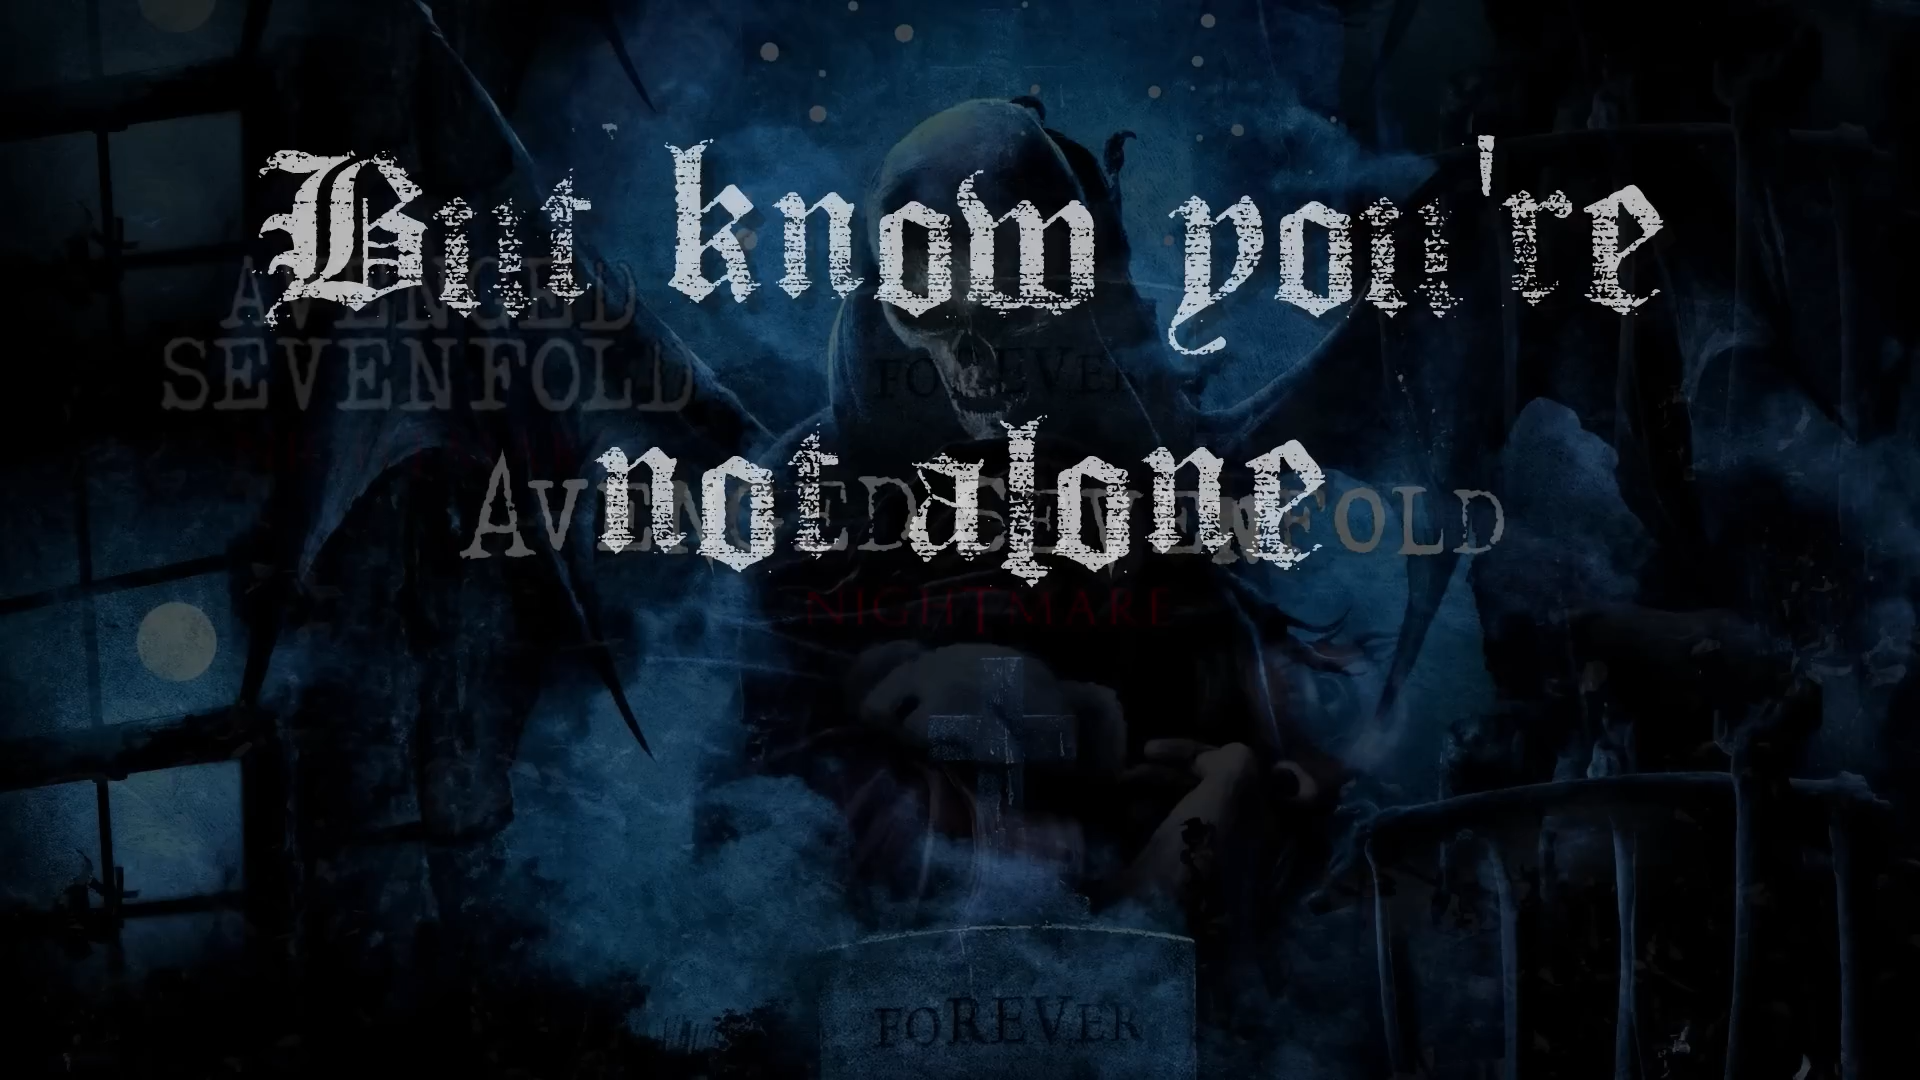 But know you're
AVENGED
SEVENFOLD
FOREVER
not alone
AVENGED SEVENFOLD
NIGHTMARE
FOREVER